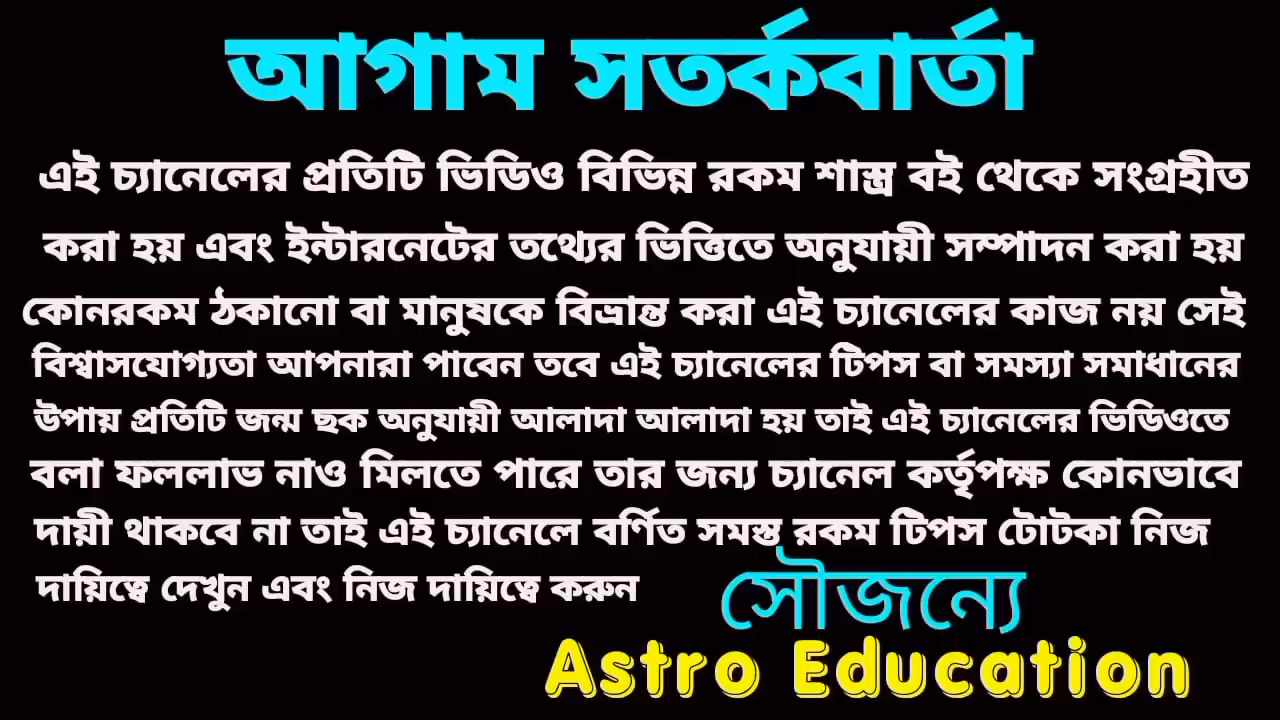 আগাম সতর্কবার্তা
এই চ্যানেলের প্রতিটি ভিডিও বিভিন্ন রকম শাস্ত্র বই থেকে সংগ্রহীত
করা হয় এবং ইন্টারনেটের তথ্যের ভিত্তিতে অনুযায়ী সম্পাদন করা হয়
কোনরকম ঠকানো বা মানুষকে বিভ্রান্ত করা এই চ্যানেলের কাজ নয় সেই
বিশ্বাসযোগ্যতা আপনারা পাবেন তবে এই চ্যানেলের টিপস বা সমস্যা সমাধানের
উপায় প্রতিটি জন্ম ছক অনুযায়ী আলাদা আলাদা হয় তাই এই চ্যানেলের ভিডিওতে
বলা ফললাভ নাও মিলতে পারে তার জন্য চ্যানেল কর্তৃপক্ষ কোনভাবে
দায়ী থাকবে না তাই এই চ্যানেলে বর্ণিত সমস্ত রকম টিপস টোটকা নিজ
দায়িত্বে দেখুন এবং নিজ দায়িত্বে করুন
সৌজন্যে
Astro Education